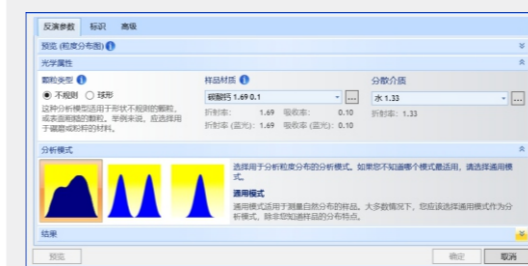 反演参数 标识 高级
预览 (粒度分布图)
光学属性
颗粒类型 样品材质 分散介质
不规则 球形 碳酸钙 1.69 0.1 ... 水 1.33 ...
这种分析模型适用于形状不规则的颗粒，
或表面粗糙的颗粒。举例来说，应选择用
于碾磨或粉碎的材料。
折射率: 1.69 吸收率: 0.10 折射率: 1.33
折射率 (蓝光): 1.69 吸收率 (蓝光): 0.10
分析模式
选择用于分析粒度分布的分析模式。如果您不知道哪个模式最适用，请选择通用模
式。
通用模式
通用模式适用于测量自然分布的样品。大多数情况下，您应该选择通用模式作为分
析模式，除非您知道样品的分布特点。
结果
预览 确定 取消